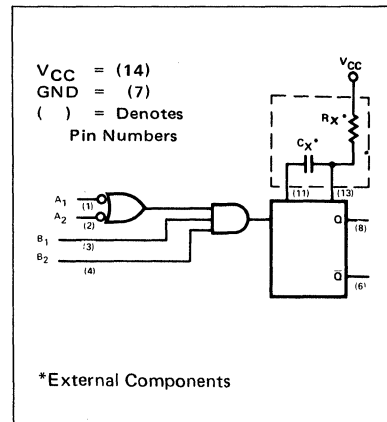 VCC = (14)
GND = (7)
( ) = Denotes
Pin Numbers
VCC
RX*
CX*
(11) (13)
A1 (1)
A2 (2)
B1 (3)
B2 (4)
Q (8)
Q̅ (6)
*External Components